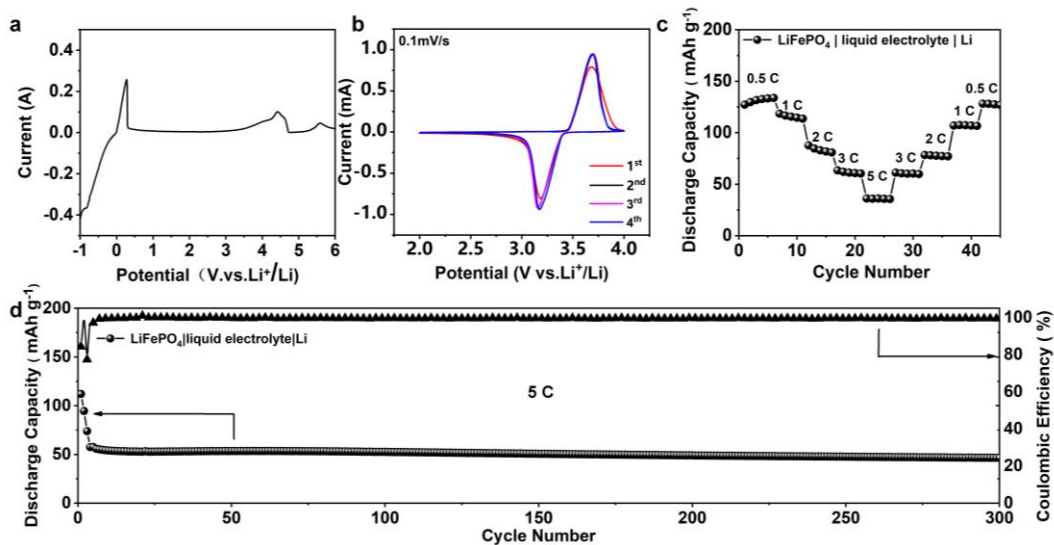 a
0.4
0.2
0.0
-0.2
-0.4
Current (A)
-1 0 1 2 3 4 5 6
Potential （V.vs.Li⁺/Li)
b
0.1mV/s
1.0
0.5
0.0
-0.5
-1.0
Current (mA)
1st
2nd
3rd
4th
2.0 2.5 3.0 3.5 4.0
Potential (V vs.Li⁺/Li)
c
LiFePO₄ | liquid electrolyte | Li
200
150
100
50
0
Discharge Capacity ( mAh g⁻¹)
0.5 C
1 C
2 C
3 C
5 C
3 C
2 C
1 C
0.5 C
0 10 20 30 40
Cycle Number
d
200
150
100
50
0
Discharge Capacity ( mAh g⁻¹)
LiFePO₄|liquid electrolyte|Li
5 C
100
80
60
40
20
0
Coulombic Efficiency ( %)
0 50 100 150 200 250 300
Cycle Number